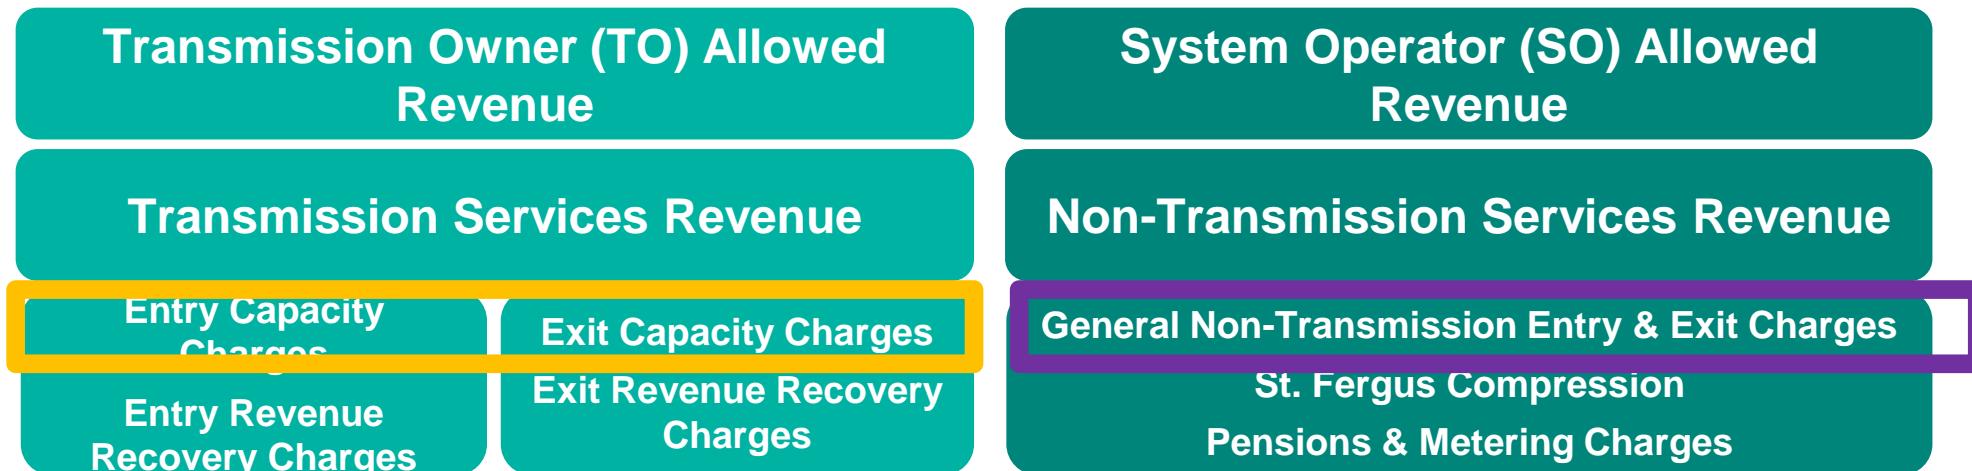 Transmission Owner (TO) Allowed
Revenue
System Operator (SO) Allowed
Revenue
Transmission Services Revenue
Non-Transmission Services Revenue
Entry Capacity
Charges
Exit Capacity Charges
General Non-Transmission Entry & Exit Charges
Entry Revenue
Recovery Charges
Exit Revenue Recovery
Charges
St. Fergus Compression
Pensions & Metering Charges